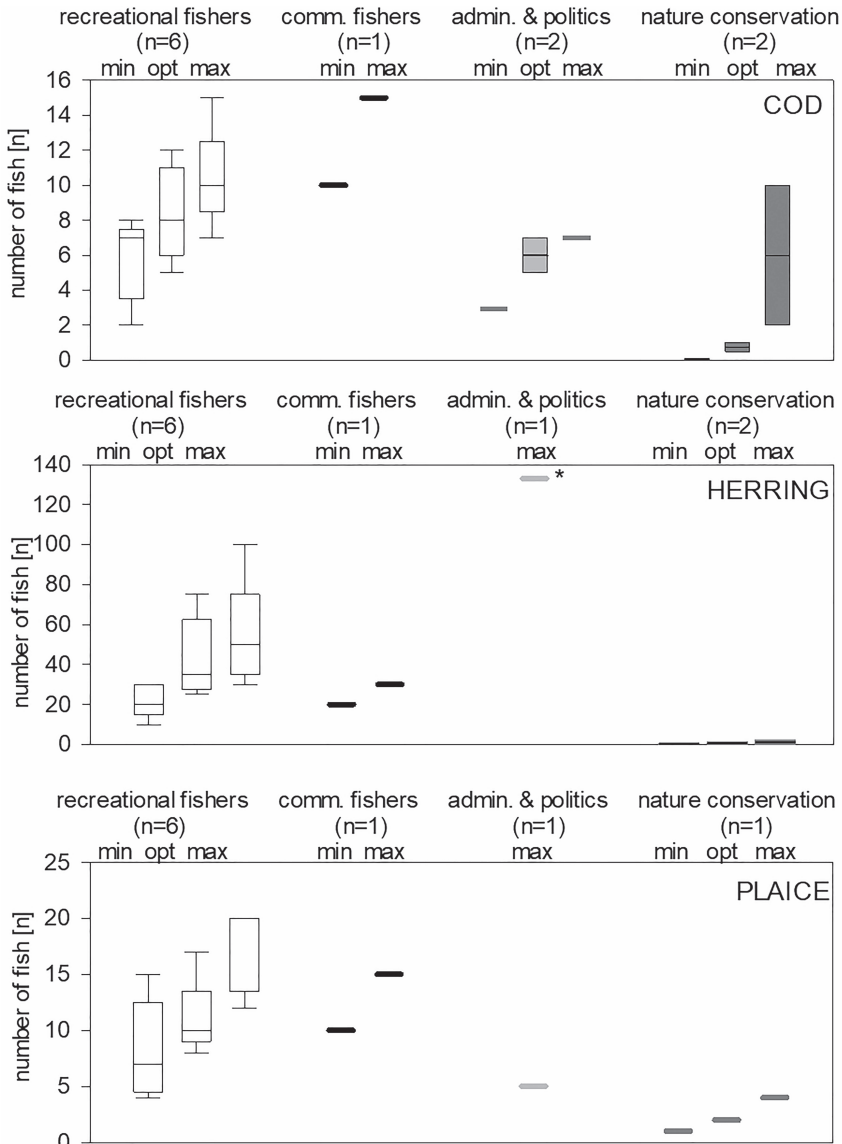 recreational fishers comm. fishers admin. & politics nature conservation
(n=6) (n=1) (n=2) (n=2)
min opt max min max min opt max min opt max
16
COD
14
12
10
8
6
4
2
0
number of fish [n]
recreational fishers comm. fishers admin. & politics nature conservation
(n=6) (n=1) (n=1) (n=2)
min opt max min max max min opt max
140
*
HERRING
120
100
80
60
40
20
0
number of fish [n]
recreational fishers comm. fishers admin. & politics nature conservation
(n=6) (n=1) (n=1) (n=1)
min opt max min max max min opt max
25
PLAICE
20
15
10
5
0
number of fish [n]